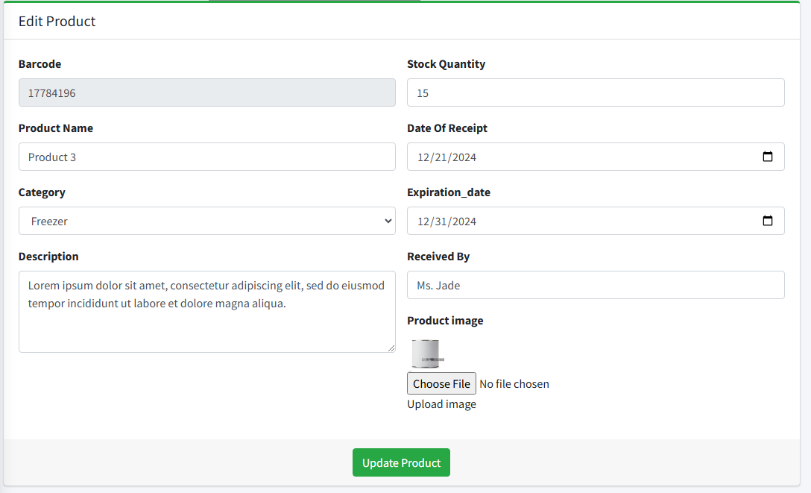 Edit Product
Barcode
17784196
Product Name
Product 3
Category
Freezer
Description
Lorem ipsum dolor sit amet, consectetur adipiscing elit, sed do eiusmod
tempor incididunt ut labore et dolore magna aliqua.
Stock Quantity
15
Date Of Receipt
12/21/2024
Expiration_date
12/31/2024
Received By
Ms. Jade
Product image
Choose File No file chosen
Upload image
Update Product